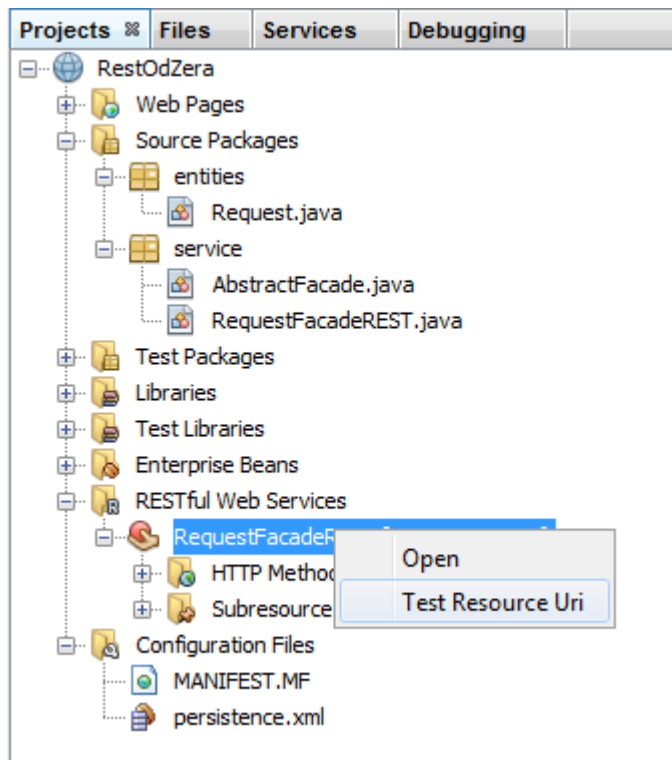 Projects Files Services Debugging
RestOdZera
Web Pages
Source Packages
entities
Request.java
service
AbstractFacade.java
RequestFacadeREST.java
Test Packages
Libraries
Test Libraries
Enterprise Beans
RESTful Web Services
RequestFacadeR
Open
HTTP Method
Test Resource Uri
Subresource
Configuration Files
MANIFEST.MF
persistence.xml